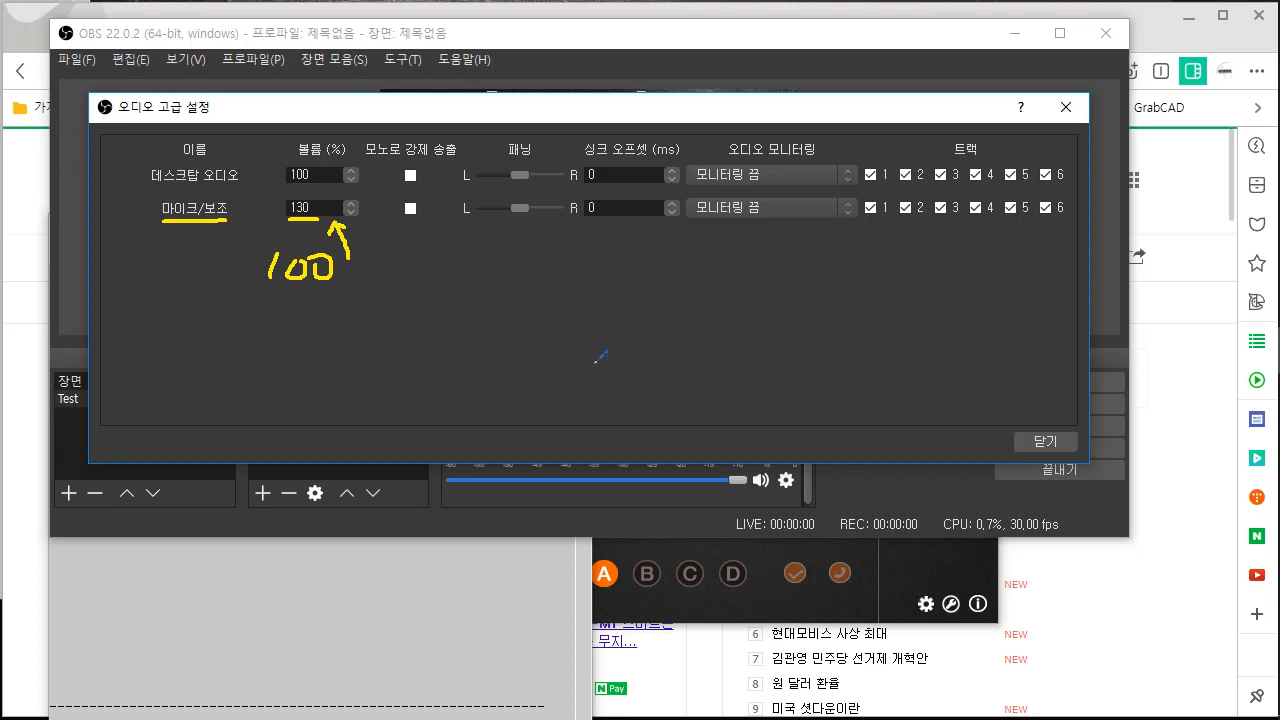 OBS 22.0.2 (64-bit, windows) - 프로파일: 제목없음 - 장면: 제목없음
파일(F) 편집(E) 보기(V) 프로파일(P) 장면 모음(S) 도구(T) 도움말(H)
GrabCAD
오디오 고급 설정
?
이름 볼륨 (%) 모노로 강제 송출 패닝 싱크 오프셋 (ms) 오디오 모니터링 트랙
데스크탑 오디오 100 L R 0 모니터링 끔 1 2 3 4 5 6
마이크/보조 130 L R 0 모니터링 끔 1 2 3 4 5 6
100
장면
Test
닫기
끝내기
LIVE: 00:00:00 REC: 00:00:00 CPU: 0.7%, 30.00 fps
A B C D
NEW
6 현대모비스 사상 최대 NEW
무지...
7 김관영 민주당 선거제 개혁안 NEW
8 원 달러 환율
N Pay
9 미국 셧다운이란 NEW